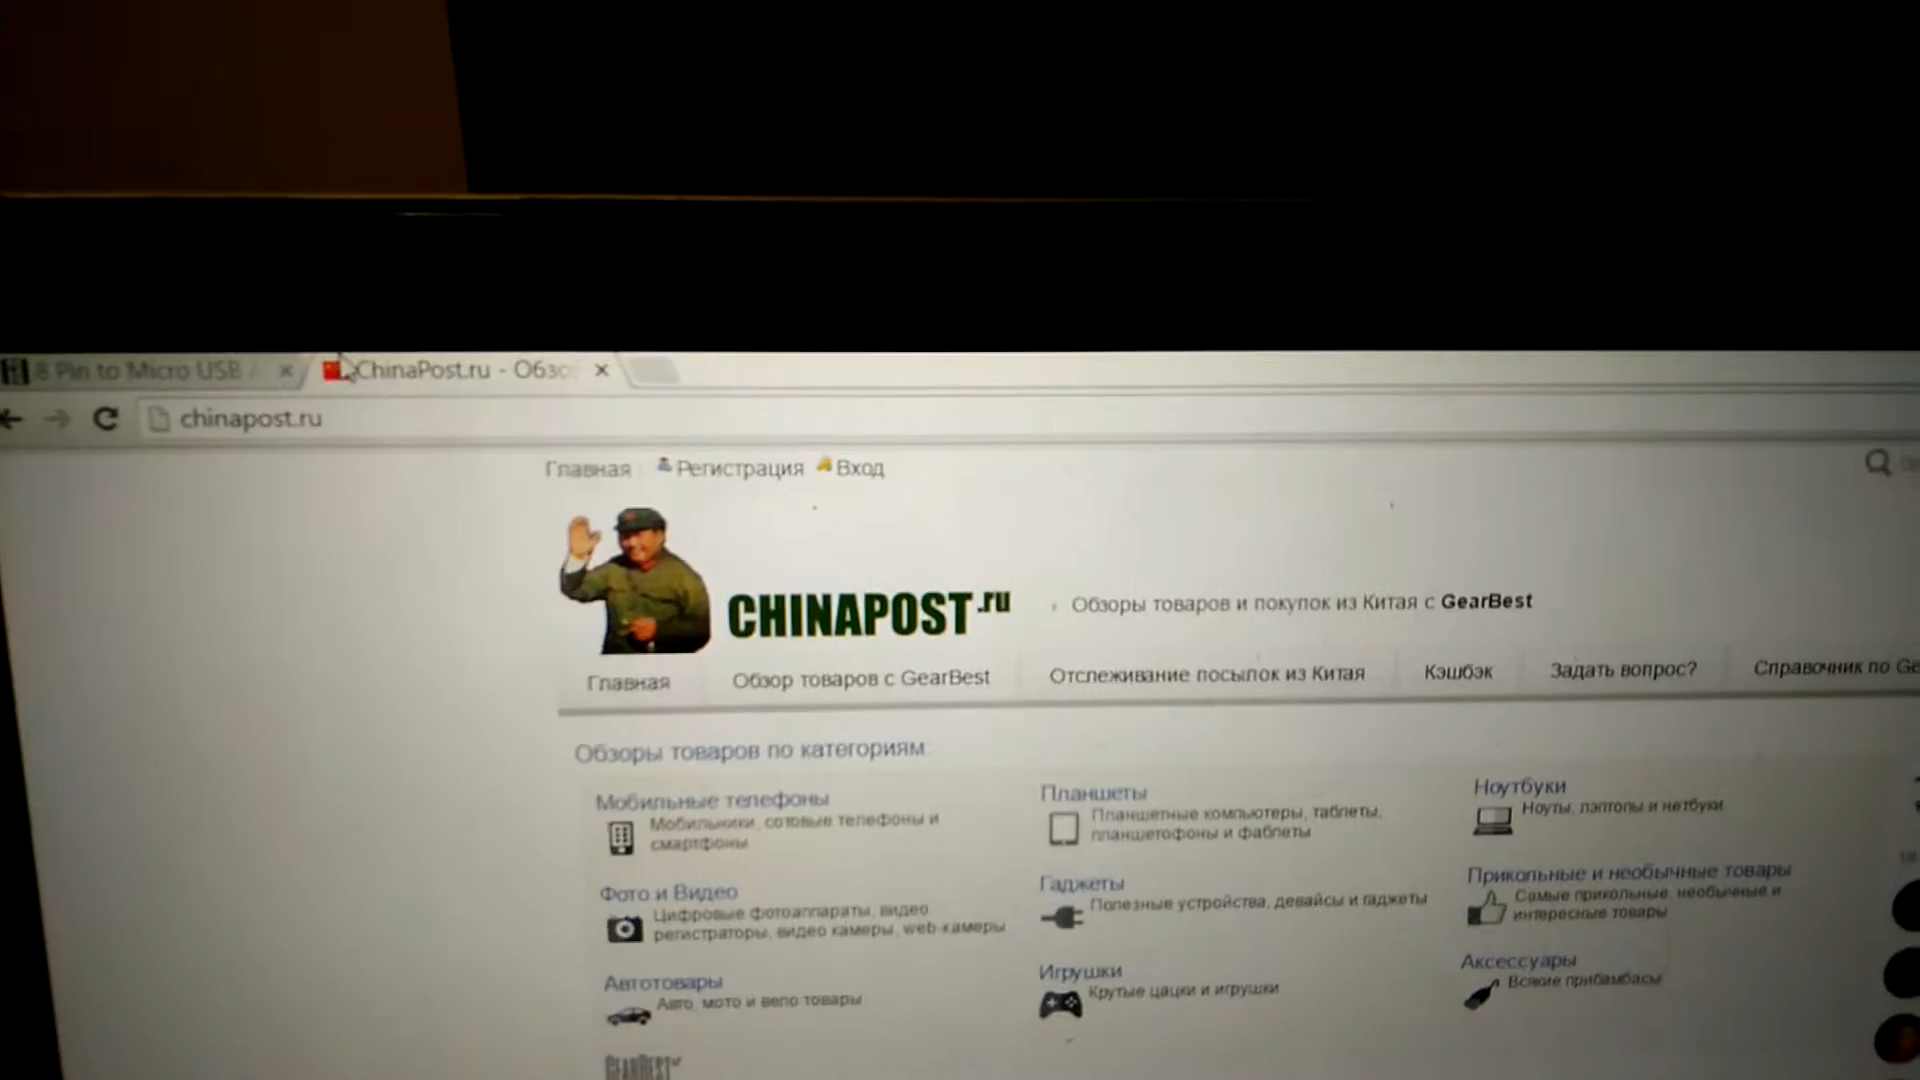 8 Pin to Micro USB
ChinaPost.ru - Обзо
chinapost.ru
Главная Регистрация Вход
CHINAPOST.ru
Обзоры товаров и покупок из Китая с GearBest
Главная
Обзор товаров с GearBest
Отслеживание посылок из Китая
Кэшбэк
Задать вопрос?
Справочник по Ge
Обзоры товаров по категориям:
Мобильные телефоны
Мобильники, сотовые телефоны и
смартфоны
Планшеты
Планшетные компьютеры, таблеты,
планшетофоны и фаблеты
Ноутбуки
Ноуты, лэптопы и нетбуки
Фото и Видео
Цифровые фотоаппараты, видео
регистраторы, видео камеры, web-камеры
Гаджеты
Полезные устройства, девайсы и гаджеты
Прикольные и необычные товары
Самые прикольные, необычные и
интересные товары
Автотовары
Авто, мото и вело товары
Игрушки
Крутые цацки и игрушки
Аксессуары
Всякие прибамбасы
GEARBEST